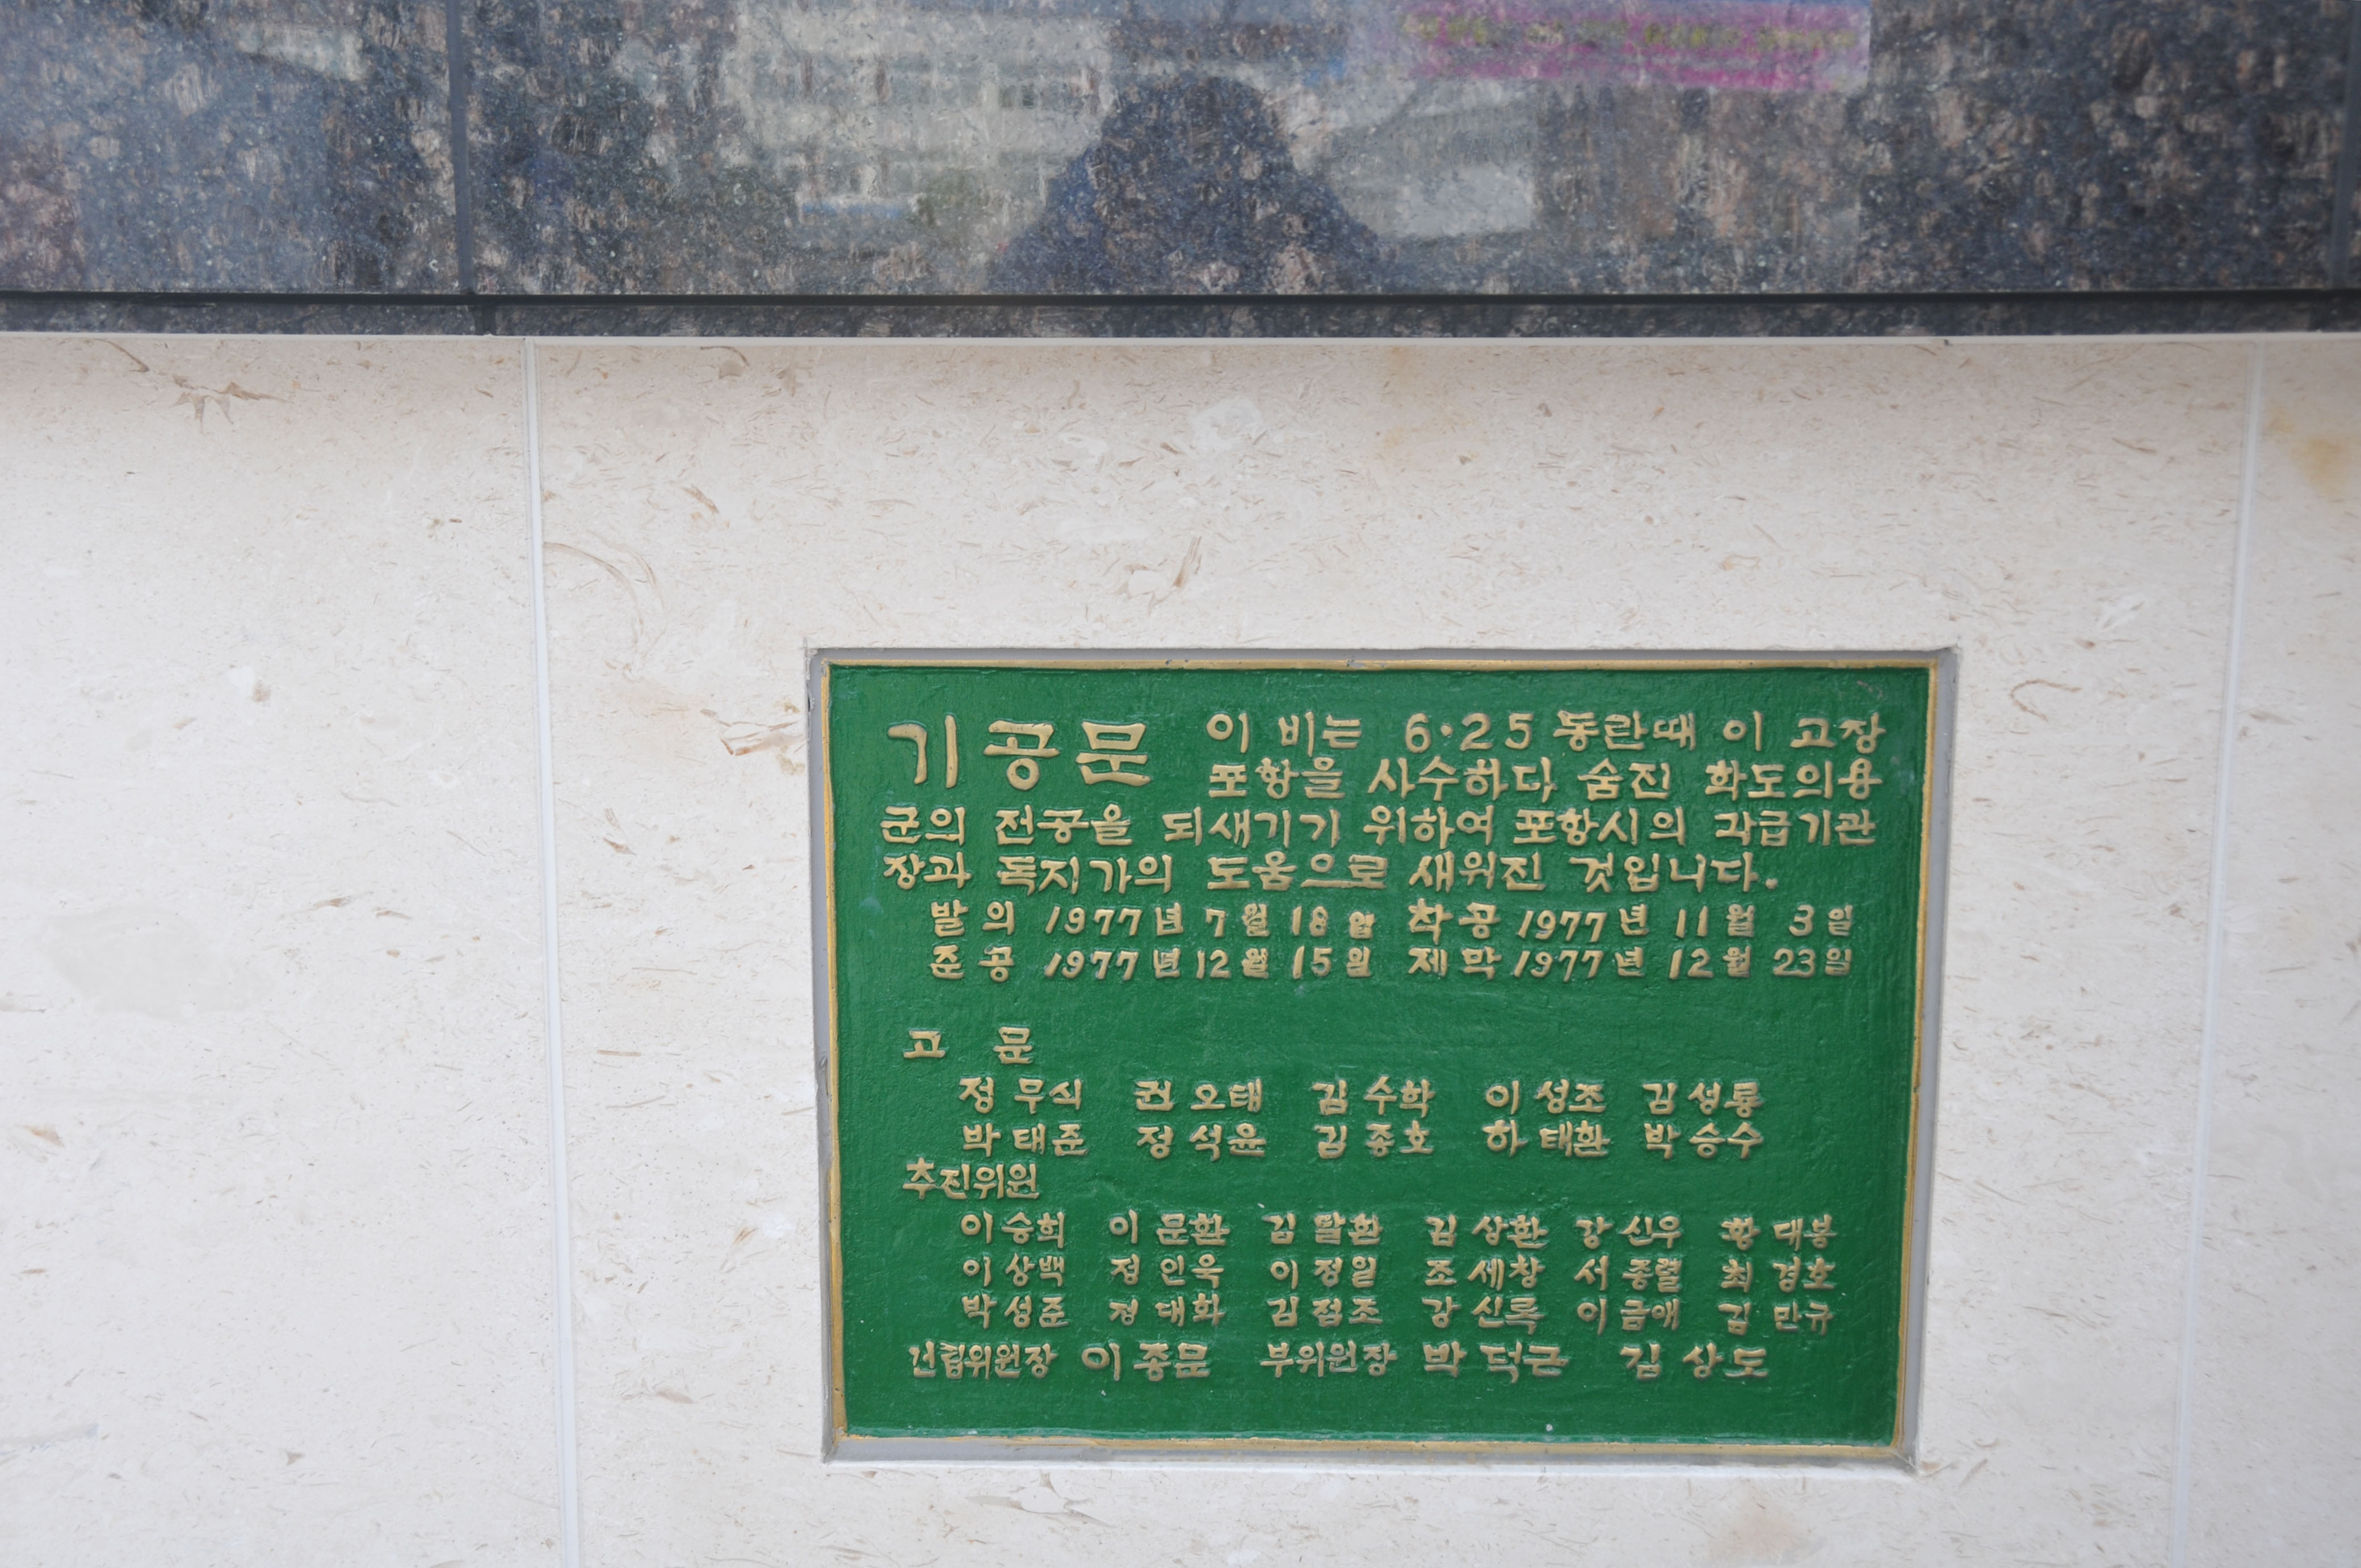 기공문 이 비는 6·25 동란때 이 고장
포항을 사수하다 숨진 학도의용
군의 전공을 되새기기 위하여 포항시의 각급기관
장과 독지가의 도움으로 새워진 것입니다.
발의 1977년 7월 18일 착공 1977년 11월 3일
준공 1977년 12월 15일 제막 1977년 12월 23일
고문
정무식 권오태 김수학 이성조 김성룡
박태준 정석윤 김종호 하태환 박승수
추진위원
이승희 이문환 김달현 김상환 강신우 황대봉
이상백 정인욱 이정일 조세창 서종렬 최경호
박성준 정대화 김점조 강신록 이금애 김만규
건립위원장 이종문 부위원장 박덕근 김상도